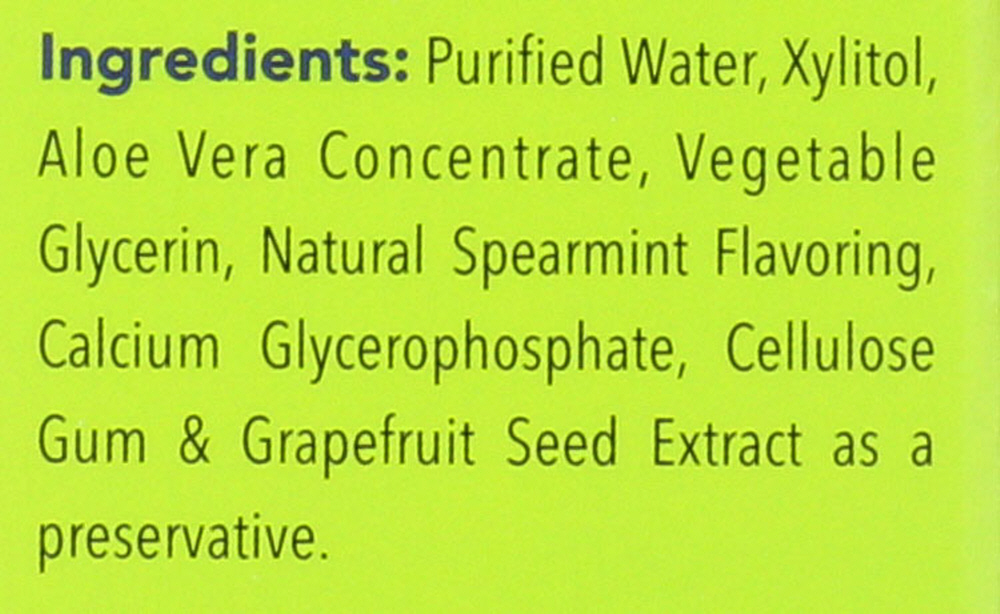 Ingredients: Purified Water, Xylitol,
Aloe Vera Concentrate, Vegetable
Glycerin, Natural Spearmint Flavoring,
Calcium Glycerophosphate, Cellulose
Gum & Grapefruit Seed Extract as a
preservative.